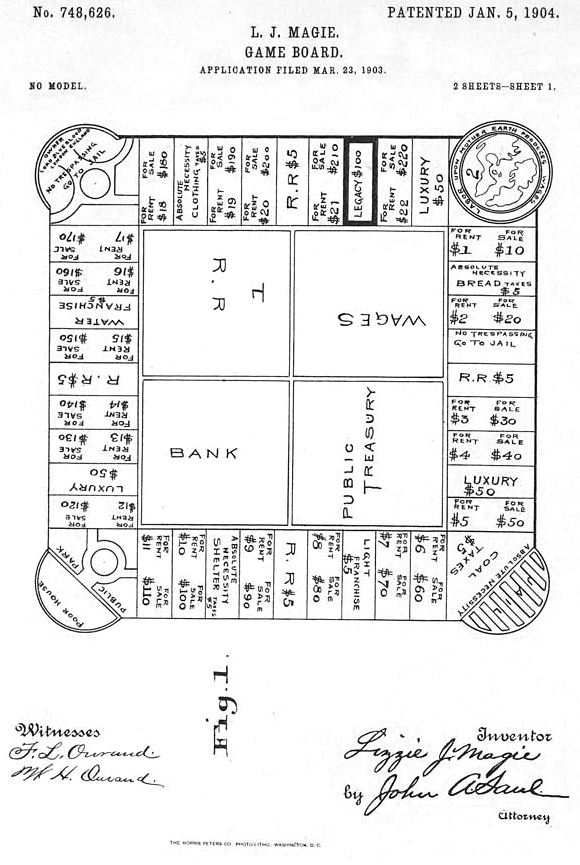 No. 748,626.
PATENTED JAN. 5, 1904.
L. J. MAGIE.
GAME BOARD.
APPLICATION FILED MAR. 23, 1903.
NO MODEL.
2 SHEETS—SHEET 1.
NO TRESPASSING
GO TO JAIL
FOR RENT $18
FOR SALE $180
ABSOLUTE NECESSITY
CLOTHING TAXES $5
FOR RENT $19
FOR SALE $190
FOR RENT $20
FOR SALE $200
R.R $5
FOR RENT $21
FOR SALE $210
LEGACY $100
FOR RENT $22
FOR SALE $220
LUXURY
$50
LABOR UPON MOTHER EARTH PRODUCES WAGES
FOR RENT $1
FOR SALE $10
ABSOLUTE NECESSITY
BREAD TAXES
$5
FOR RENT $2
FOR SALE $20
NO TRESPASSING
GO TO JAIL
R.R $5
FOR RENT $3
FOR SALE $30
FOR RENT $4
FOR SALE $40
LUXURY
$50
FOR RENT $5
FOR SALE $50
ABSOLUTE NECESSITY
COAL TAXES
$5
JAIL
FOR RENT $6
FOR SALE $60
FOR RENT $7
FOR SALE $70
LIGHT
FRANCHISE
$5
FOR RENT $8
FOR SALE $80
R.R $5
FOR RENT $9
FOR SALE $90
ABSOLUTE NECESSITY
SHELTER TAXES $5
FOR RENT $10
FOR SALE $100
FOR RENT $11
FOR SALE $110
PUBLIC PARK
POOR HOUSE
FOR RENT $12
FOR SALE $120
LUXURY
$50
FOR RENT $13
FOR SALE $130
FOR RENT $14
FOR SALE $140
R.R $5
FOR RENT $15
FOR SALE $150
WATER
FRANCHISE
$5
FOR RENT $16
FOR SALE $160
FOR RENT $17
FOR SALE $170
R.R
WAGES
BANK
PUBLIC
TREASURY
Fig. 1.
Witnesses
F. L. Ourand.
Inventor
Lizzie J. Magie
by John A Saul
Attorney
THE NORRIS PETERS CO. PHOTO-LITHO., WASHINGTON, D. C.